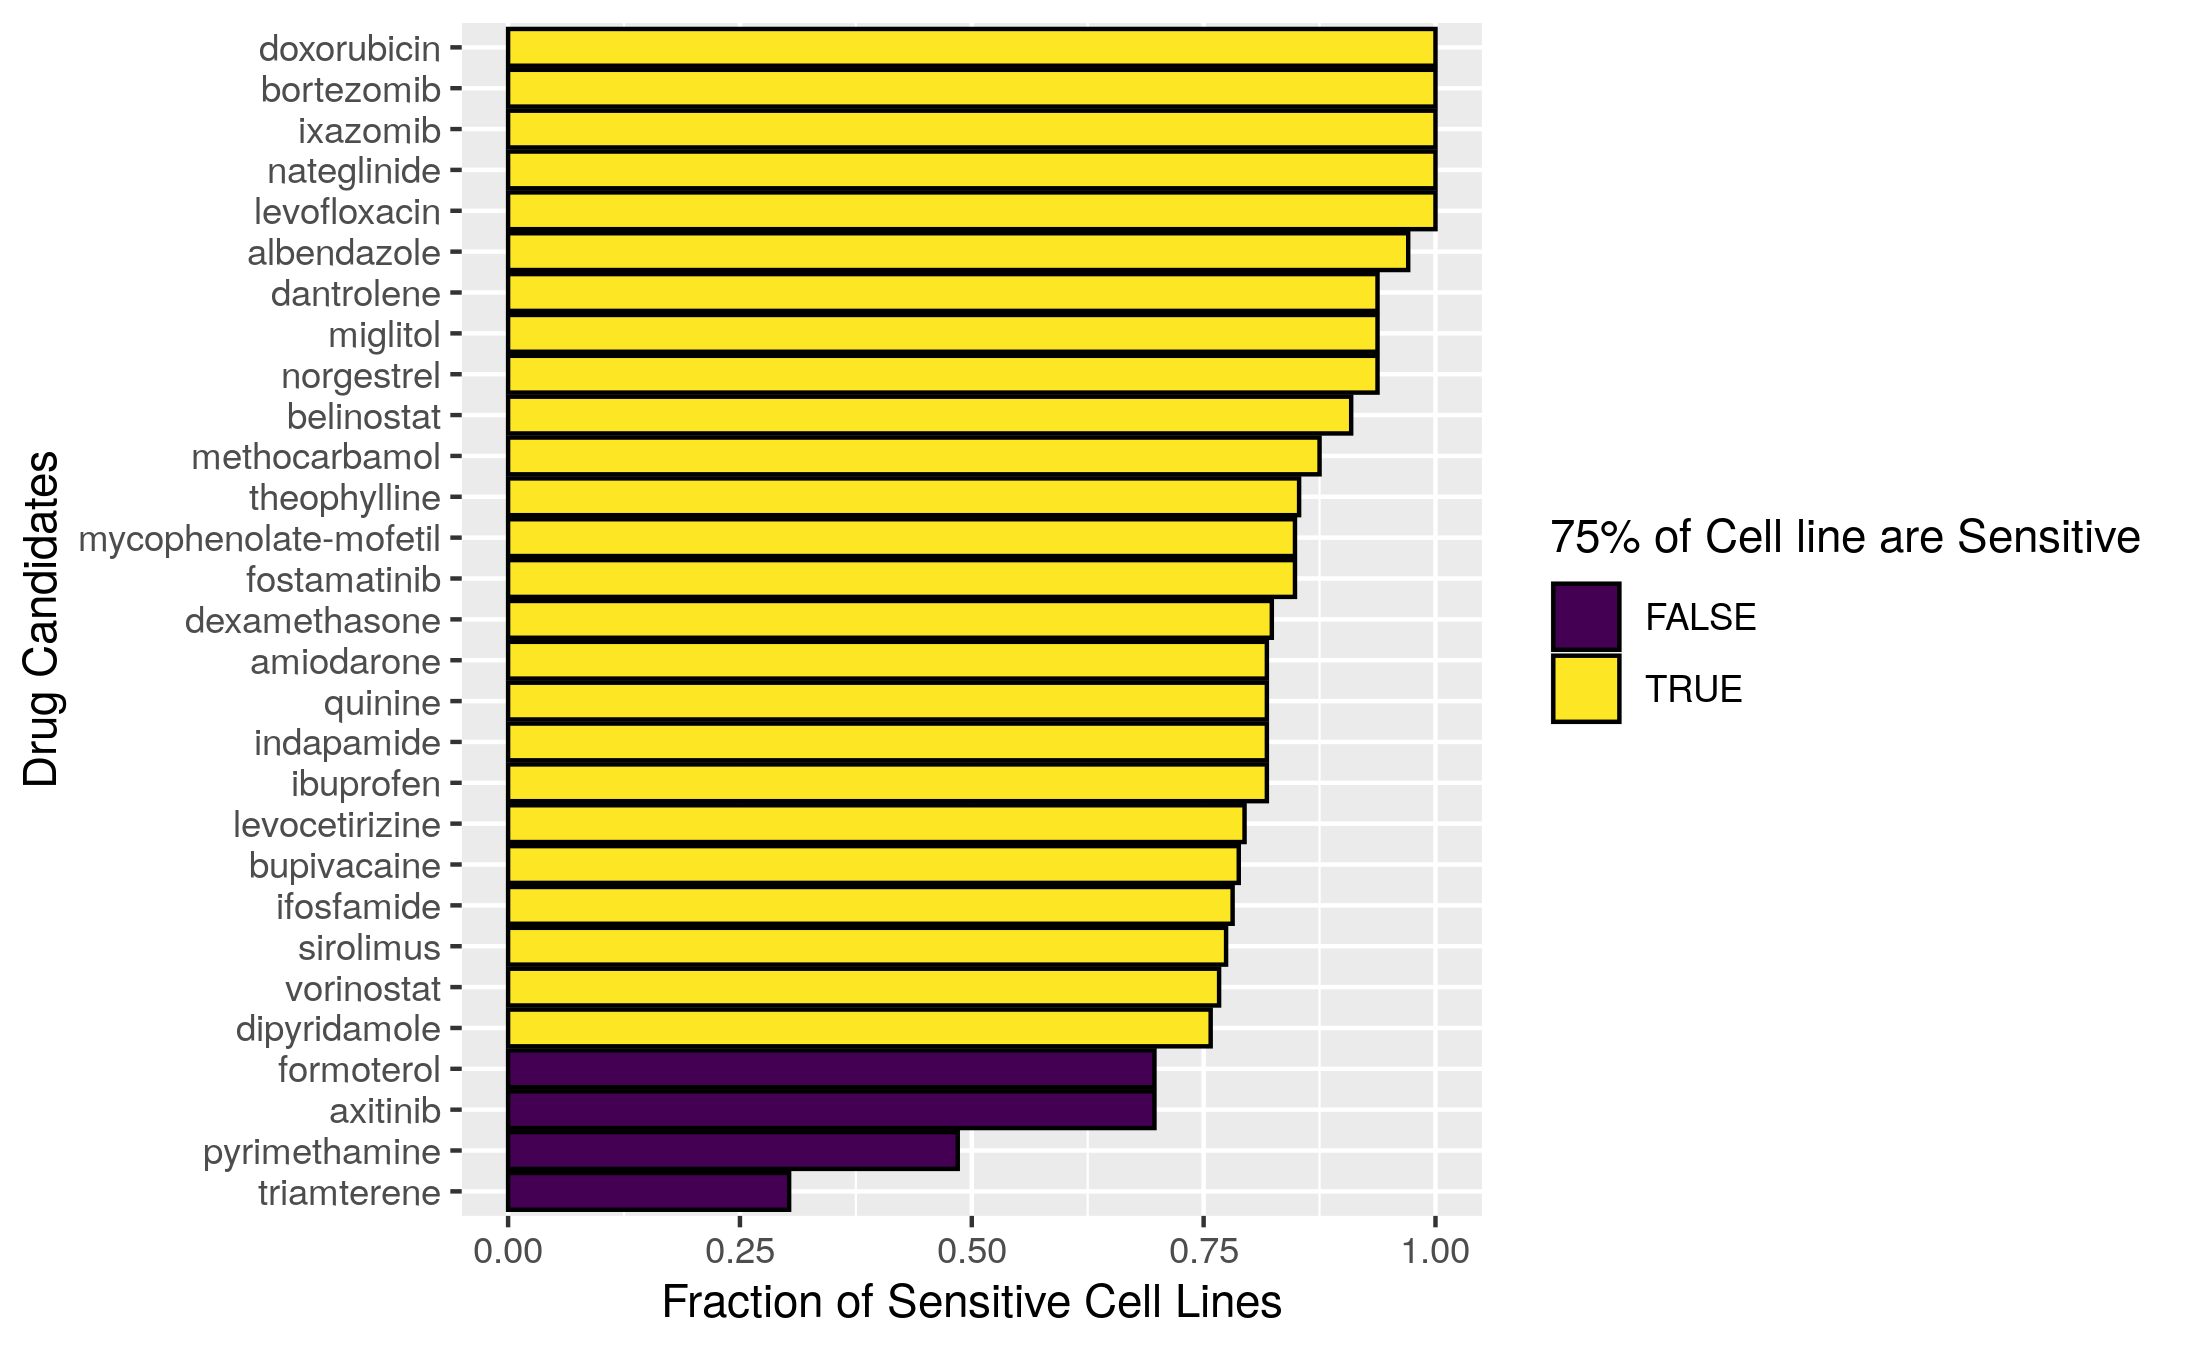 doxorubicin
bortezomib
ixazomib
nateglinide
levofloxacin
albendazole
dantrolene
miglitol
norgestrel
belinostat
methocarbamol
theophylline
mycophenolate-mofetil
fostamatinib
dexamethasone
amiodarone
quinine
indapamide
ibuprofen
levocetirizine
bupivacaine
ifosfamide
sirolimus
vorinostat
dipyridamole
formoterol
axitinib
pyrimethamine
triamterene
Drug Candidates
0.00 0.25 0.50 0.75 1.00
Fraction of Sensitive Cell Lines
75% of Cell line are Sensitive
FALSE
TRUE